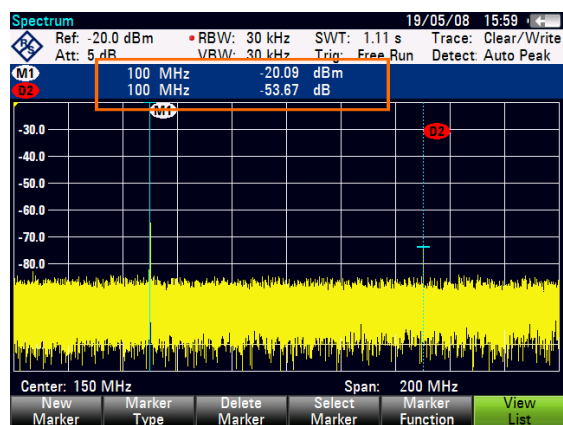 Spectrum 19/05/08 15:59
Ref: -20.0 dBm • RBW: 30 kHz SWT: 1.11 s Trace: Clear/Write
Att: 5 dB VBW: 30 kHz Trig: Free Run Detect: Auto Peak
M1 100 MHz -20.09 dBm
D2 100 MHz -53.67 dB
M1
D2
-30.0
-40.0
-50.0
-60.0
-70.0
-80.0
Center: 150 MHz Span: 200 MHz
New Marker Marker Type Delete Marker Select Marker Marker Function View List